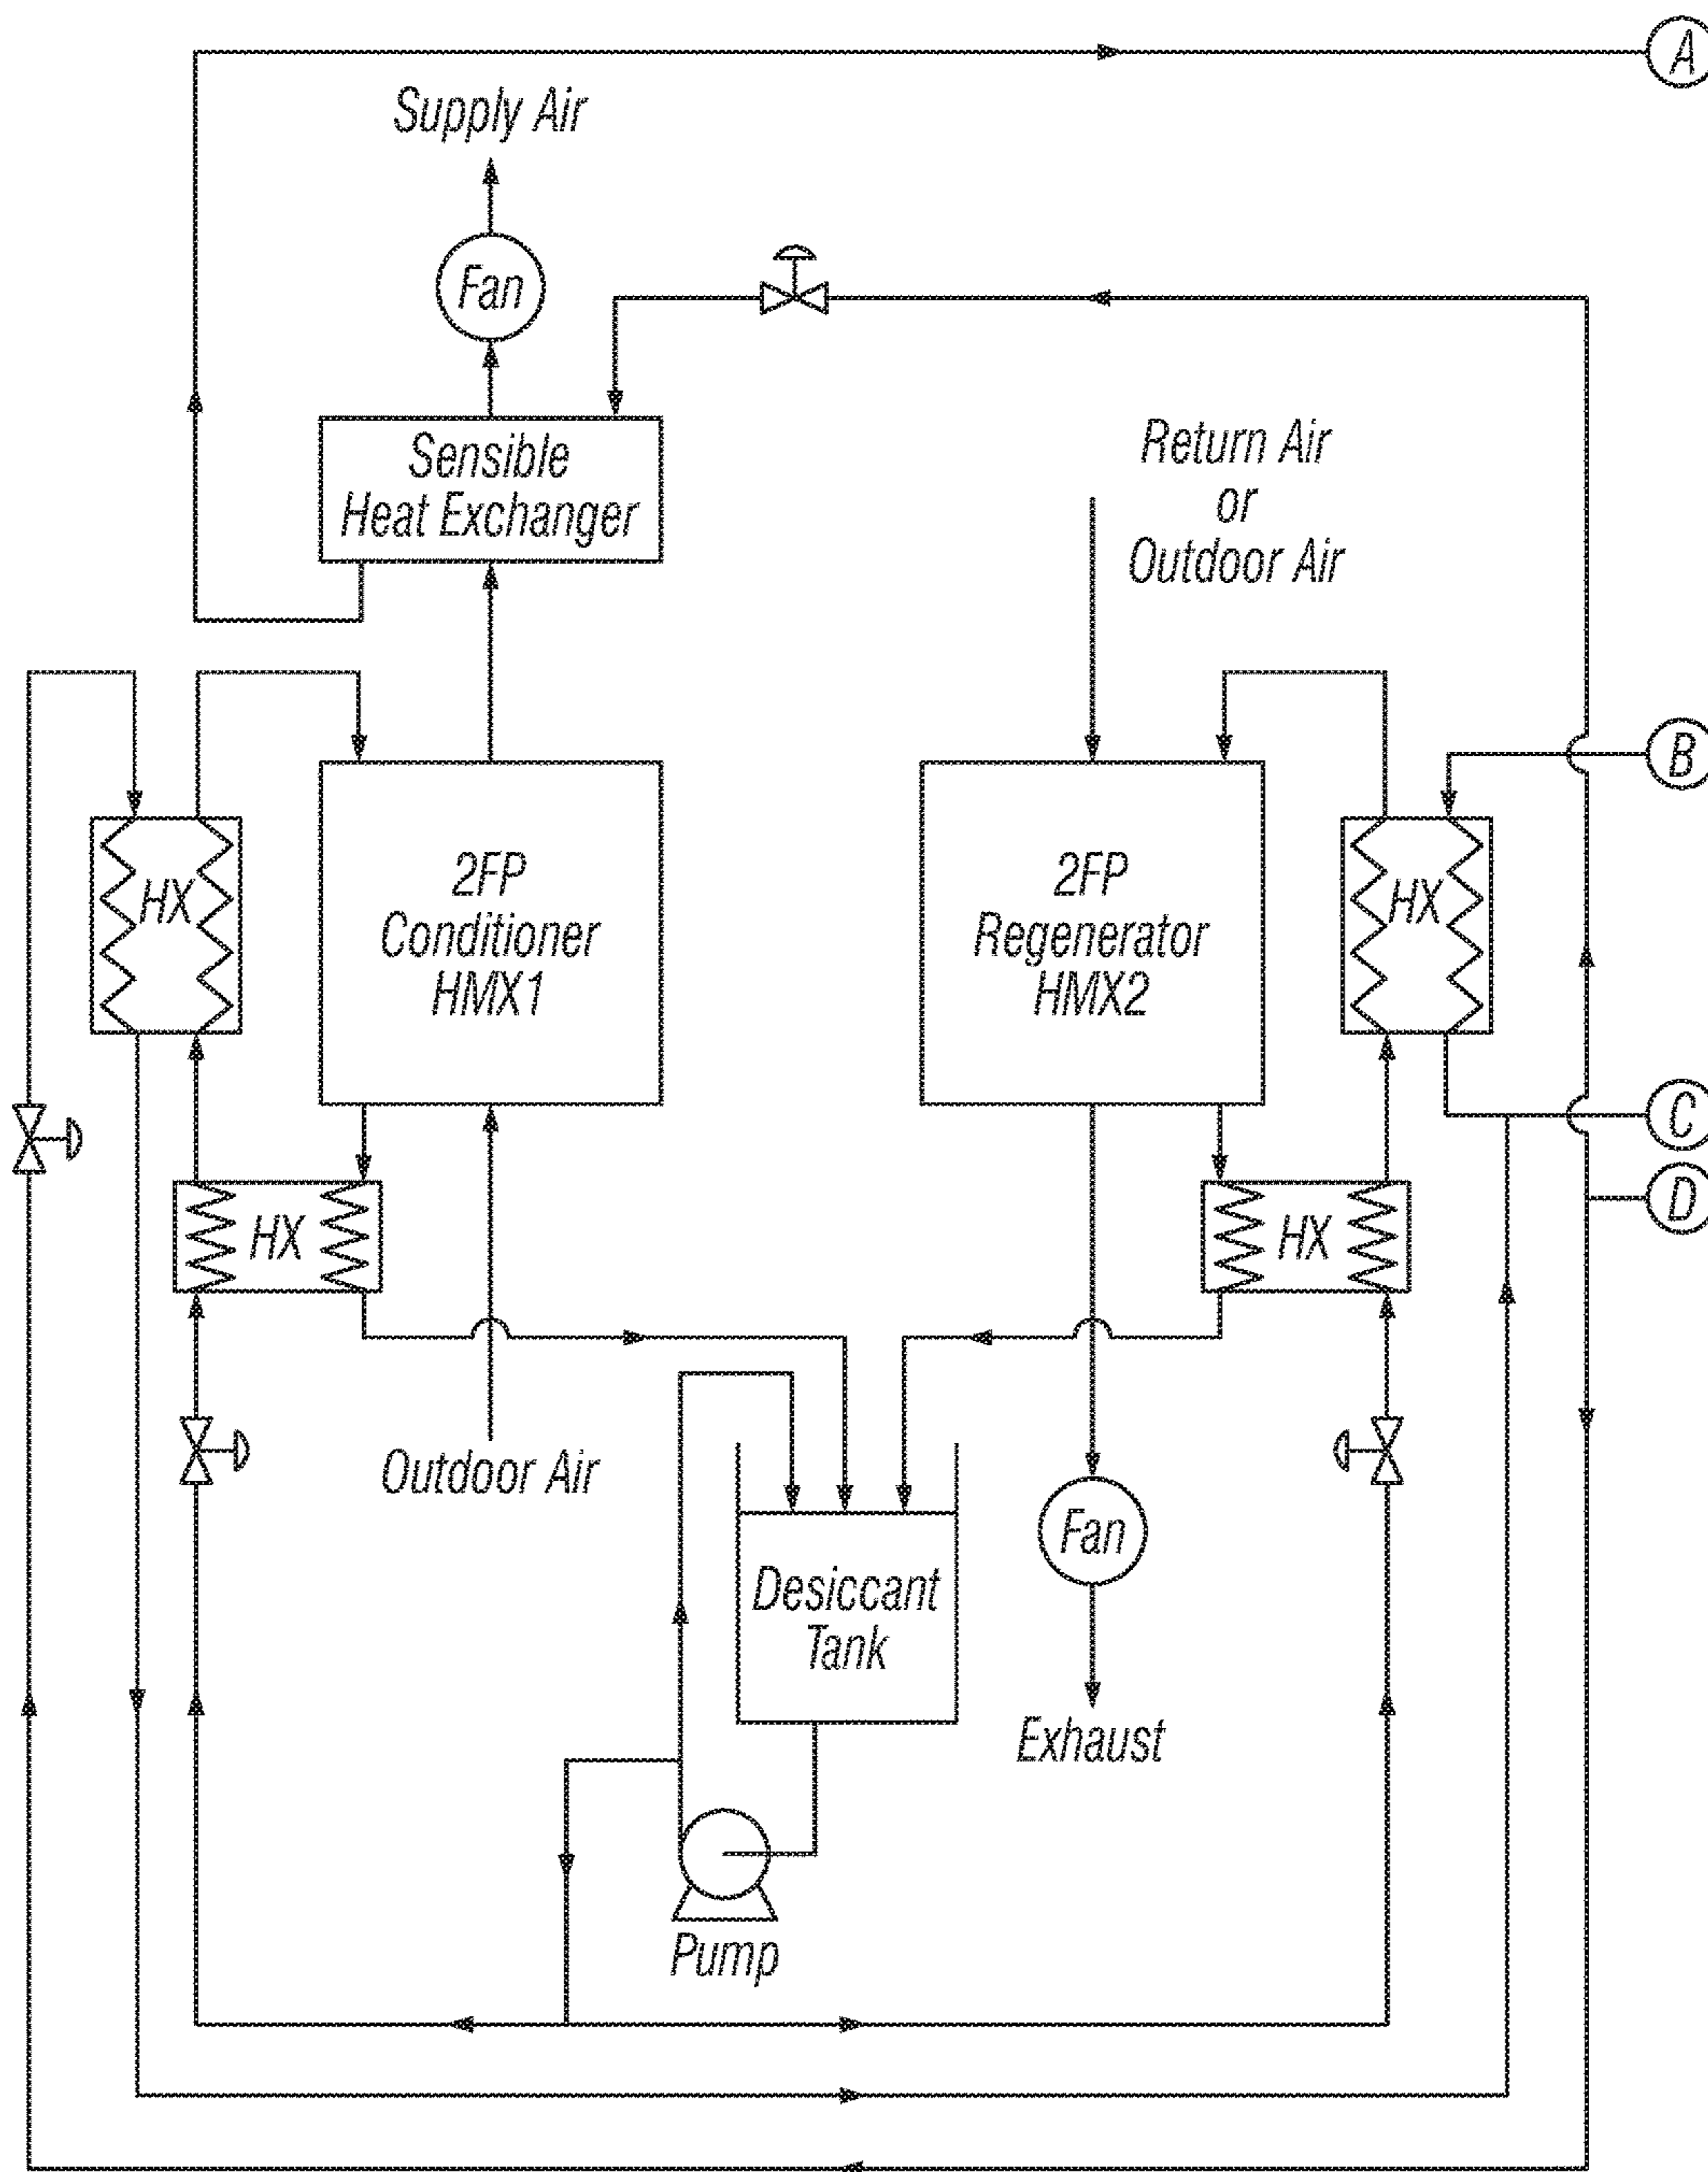 A
Supply Air
Fan
Sensible
Heat Exchanger
Return Air
or
Outdoor Air
B
HX
2FP
Conditioner
HMX1
2FP
Regenerator
HMX2
HX
C
D
HX
HX
Outdoor Air
Fan
Desiccant
Tank
Exhaust
Pump